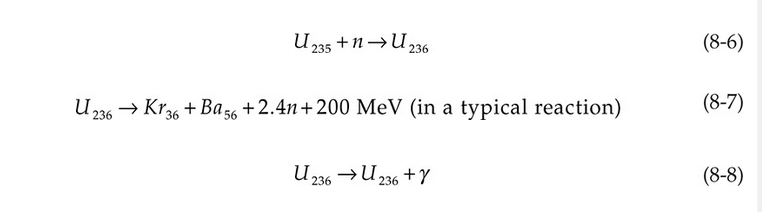 U₂₃₅ + n → U₂₃₆ (8-6)
U₂₃₆ → Kr₃₆ + Ba₅₆ + 2.4n + 200 MeV (in a typical reaction) (8-7)
U₂₃₆ → U₂₃₆ + γ (8-8)